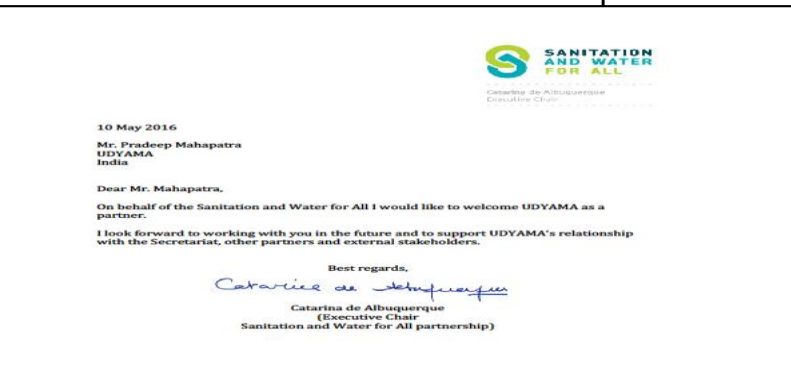 SANITATION
AND WATER
FOR ALL
Catarina de Albuquerque
Executive Chair
10 May 2016
Mr. Pradeep Mahapatra
UDYAMA
India
Dear Mr. Mahapatra,
On behalf of the Sanitation and Water for All I would like to welcome UDYAMA as a
partner.
I look forward to working with you in the future and to support UDYAMA's relationship
with the Secretariat, other partners and external stakeholders.
Best regards,
Catarina de Albuquerque
Catarina de Albuquerque
(Executive Chair
Sanitation and Water for All partnership)